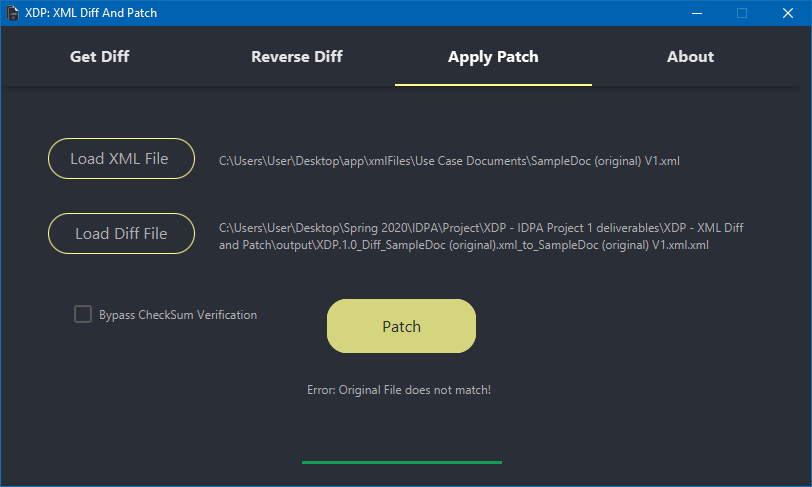 XDP: XML Diff And Patch
Get Diff
Reverse Diff
Apply Patch
About
Load XML File
C:\Users\User\Desktop\app\xmlFiles\Use Case Documents\SampleDoc (original) V1.xml
Load Diff File
C:\Users\User\Desktop\Spring 2020\IDPA\Project\XDP - IDPA Project 1 deliverables\XDP - XML Diff
and Patch\output\XDP.1.0_Diff_SampleDoc (original).xml_to_SampleDoc (original) V1.xml.xml
Bypass CheckSum Verification
Patch
Error: Original File does not match!